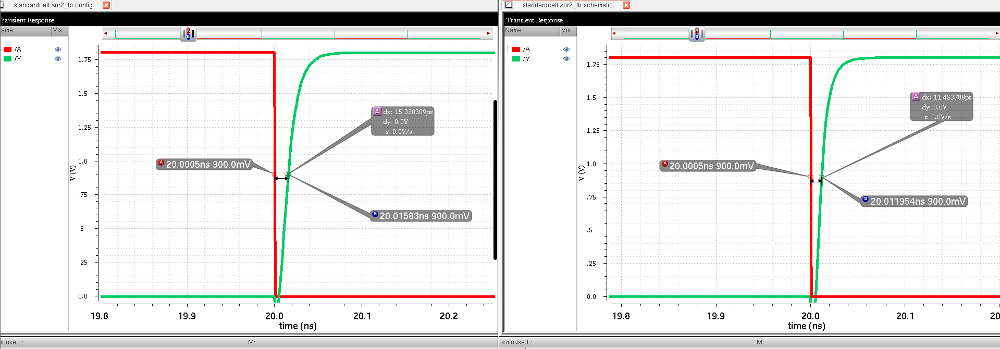 standardcell xor2_tb config
Transient Response
ame Vis
/A
/Y
1.75
1.5
1.25
1.0
.75
.5
.25
0.0
V (V)
A 20.0005ns 900.0mV
Δ dx: 15.330309ps
dy: 0.0V
s: 0.0V/s
B 20.01583ns 900.0mV
19.8 19.9 20.0 20.1 20.2
time (ns)
mouse L: M:
standardcell xor2_tb schematic
Transient Response
Name Vis
/A
/Y
1.75
1.5
1.25
1.0
.75
.5
.25
0.0
V (V)
A 20.0005ns 900.0mV
Δ dx: 11.453788ps
dy: 0.0V
s: 0.0V/s
B 20.011954ns 900.0mV
19.8 19.9 20.0 20.1 20
time (ns)
mouse L: M: